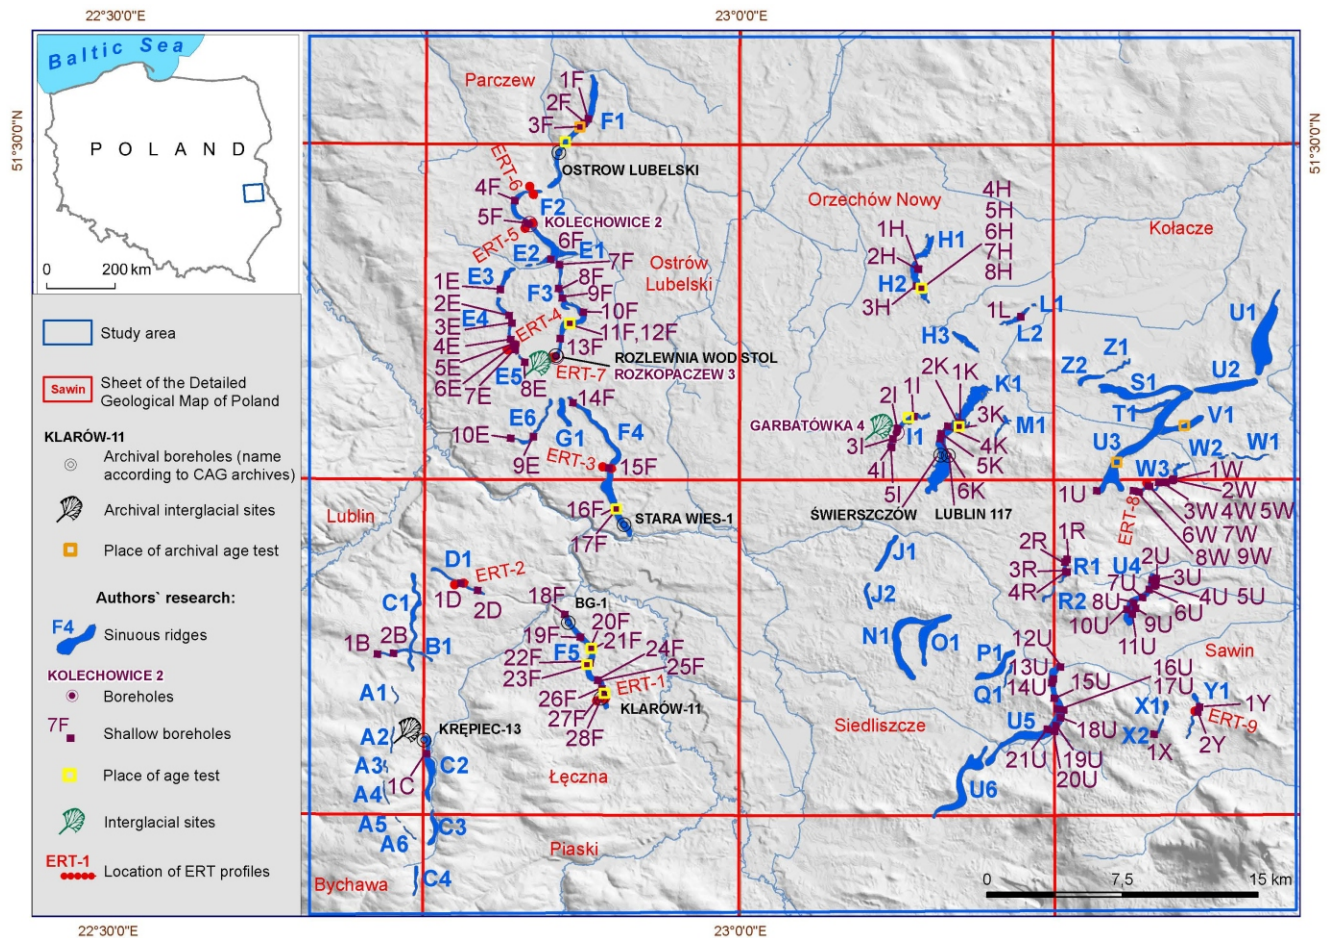 22°30'0"E
23°0'0"E
51°30'0"N
51°30'0"N
Baltic Sea
POLAND
0
200 km
Study area
Sawin
Sheet of the Detailed
Geological Map of Poland
KLARÓW-11
Archival boreholes (name
according to CAG archives)
Archival interglacial sites
Place of archival age test
Authors` research:
F4
Sinuous ridges
KOLECHOWICE 2
Boreholes
7F
Shallow boreholes
Place of age test
Interglacial sites
ERT-1
Location of ERT profiles
Parczew
1F
2F
3F
F1
OSTROW LUBELSKI
ERT-6
4F
F2
5F
KOLECHOWICE 2
ERT-5
6F
E2
E1
7F
E3
1E
8F
F3
9F
2E
10F
3E
E4
ERT-4
11F, 12F
4E
13F
5E
ROZLEWNIA WOD STOL
ROZKOPACZEW 3
6E
7E
E5
8E
ERT-7
Ostrów
Lubelski
14F
E6
G1
F4
10E
9E
ERT-3
15F
16F
STARA WIES-1
17F
Lublin
D1
ERT-2
1D
2D
C1
1B
2B
B1
18F
BG-1
20F
19F
21F
24F
F5
22F
25F
23F
ERT-1
26F
27F
KLARÓW-11
28F
A1
A2
KRĘPIEC-13
A3
1C
C2
A4
A5
A6
C3
C4
Łęczna
Piaski
Bychawa
Orzechów Nowy
4H
5H
6H
7H
8H
1H
H1
2H
H2
3H
Kołacze
L1
1L
L2
H3
2K
1K
K1
2I
1I
GARBATÓWKA 4
I1
3K
M1
3I
4K
4I
5K
5I
6K
ŚWIERSZCZÓW
LUBLIN 117
U1
Z1
Z2
S1
U2
T1
V1
U3
W2
W1
W3
1W
1U
2W
3W 4W 5W
ERT-8
6W 7W
8W 9W
J1
J2
1R
2R
3R
R1
4R
R2
U4
2U
7U
3U
8U
4U
5U
10U
6U
9U
11U
N1
O1
P1
Q1
12U
13U
14U
16U
15U
17U
Sawin
Siedliszcze
U5
18U
21U
19U
20U
U6
X1
Y1
1Y
ERT-9
X2
1X
2Y
0
7,5
15 km
22°30'0"E
23°0'0"E